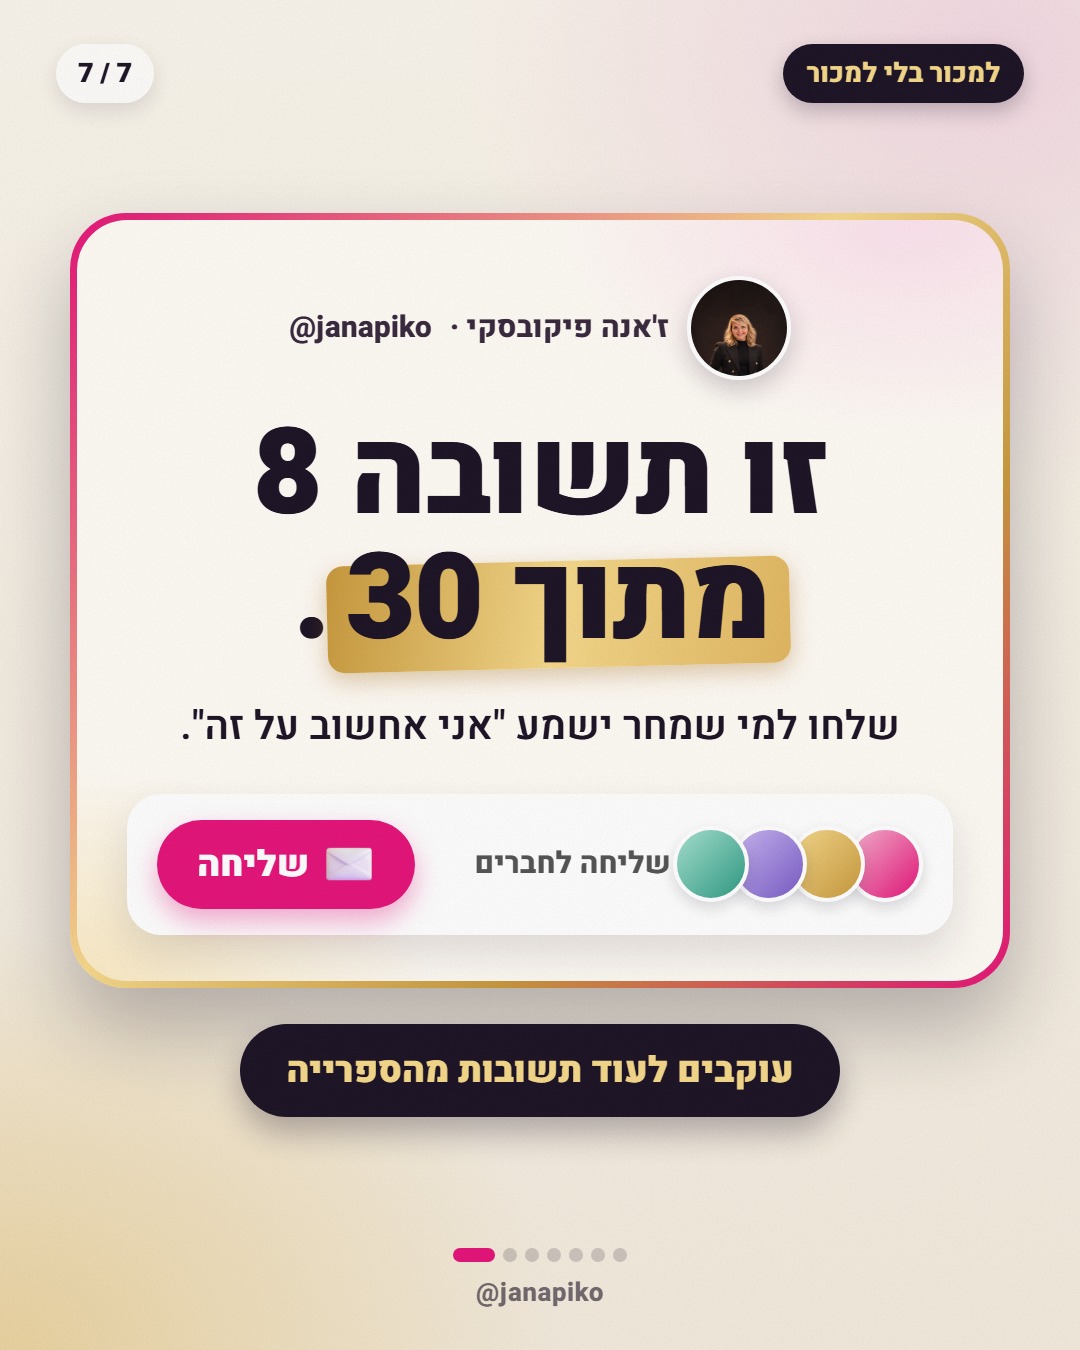 למכור בלי למכור
7 / 7
ז'אנה פיקובסקי · @janapiko
זו תשובה 8
מתוך 30.
שלחו למי שמחר ישמע "אני אחשוב על זה".
שליחה לחברים
שליחה
עוקבים לעוד תשובות מהספרייה
@janapiko